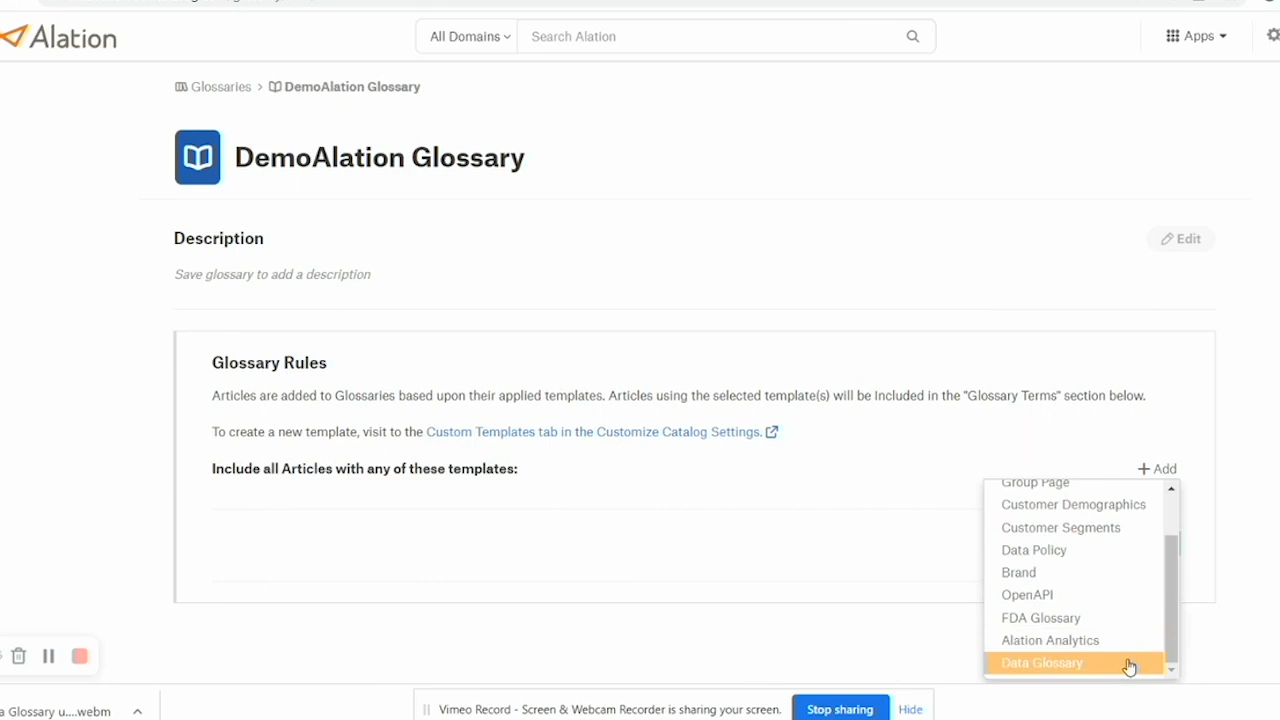 Alation
All Domains
Search Alation
Apps
Glossaries > DemoAlation Glossary
DemoAlation Glossary
Description
Edit
Save glossary to add a description
Glossary Rules
Articles are added to Glossaries based upon their applied templates. Articles using the selected template(s) will be Included in the "Glossary Terms" section below.
To create a new template, visit to the Custom Templates tab in the Customize Catalog Settings.
Include all Articles with any of these templates:
+ Add
Group Page
Customer Demographics
Customer Segments
Data Policy
Brand
OpenAPI
FDA Glossary
Alation Analytics
Data Glossary
a Glossary u....webm
Vimeo Record - Screen & Webcam Recorder is sharing your screen.
Stop sharing
Hide